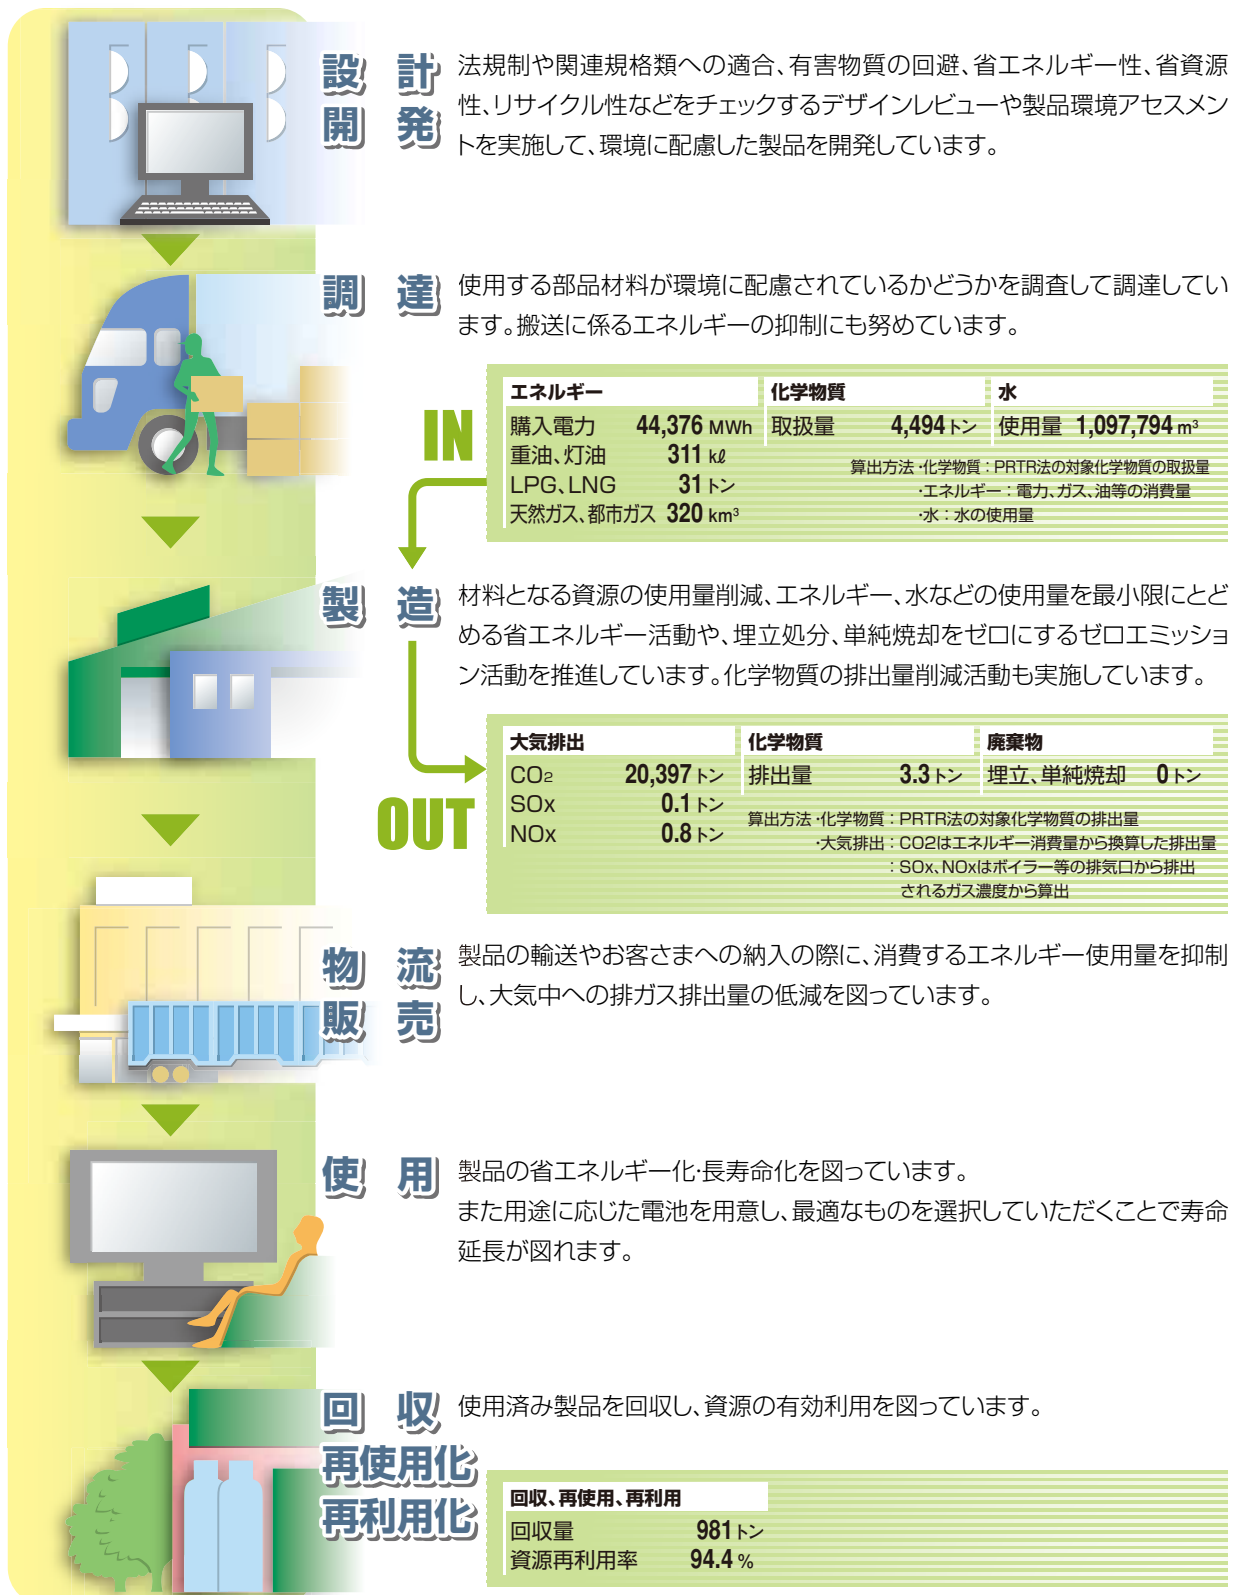 設 計
開 発
法規制や関連規格類への適合、有害物質の回避、省エネルギー性、省資源
性、リサイクル性などをチェックするデザインレビューや製品環境アセスメン
トを実施して、環境に配慮した製品を開発しています。
調 達
使用する部品材料が環境に配慮されているかどうかを調査して調達してい
ます。搬送に係るエネルギーの抑制にも努めています。
IN
エネルギー
購入電力 44,376 MWh
重油、灯油 311 kℓ
LPG、LNG 31 トン
天然ガス、都市ガス 320 km³
化学物質
取扱量 4,494トン
水
使用量 1,097,794 m³
算出方法・化学物質：PRTR法の対象化学物質の取扱量
・エネルギー：電力、ガス、油等の消費量
・水：水の使用量
製 造
材料となる資源の使用量削減、エネルギー、水などの使用量を最小限にとど
める省エネルギー活動や、埋立処分、単純焼却をゼロにするゼロエミッショ
ン活動を推進しています。化学物質の排出量削減活動も実施しています。
OUT
大気排出
CO₂ 20,397トン
SOx 0.1トン
NOx 0.8トン
化学物質
排出量 3.3トン
廃棄物
埋立、単純焼却 0トン
算出方法・化学物質：PRTR法の対象化学物質の排出量
・大気排出：CO2はエネルギー消費量から換算した排出量
：SOx、NOxはボイラー等の排気口から排出
されるガス濃度から算出
物 流
販 売
製品の輸送やお客さまへの納入の際に、消費するエネルギー使用量を抑制
し、大気中への排ガス排出量の低減を図っています。
使 用
製品の省エネルギー化・長寿命化を図っています。
また用途に応じた電池を用意し、最適なものを選択していただくことで寿命
延長が図れます。
回 収
再使用化
再利用化
使用済み製品を回収し、資源の有効利用を図っています。
回収、再使用、再利用
回収量 981トン
資源再利用率 94.4 %